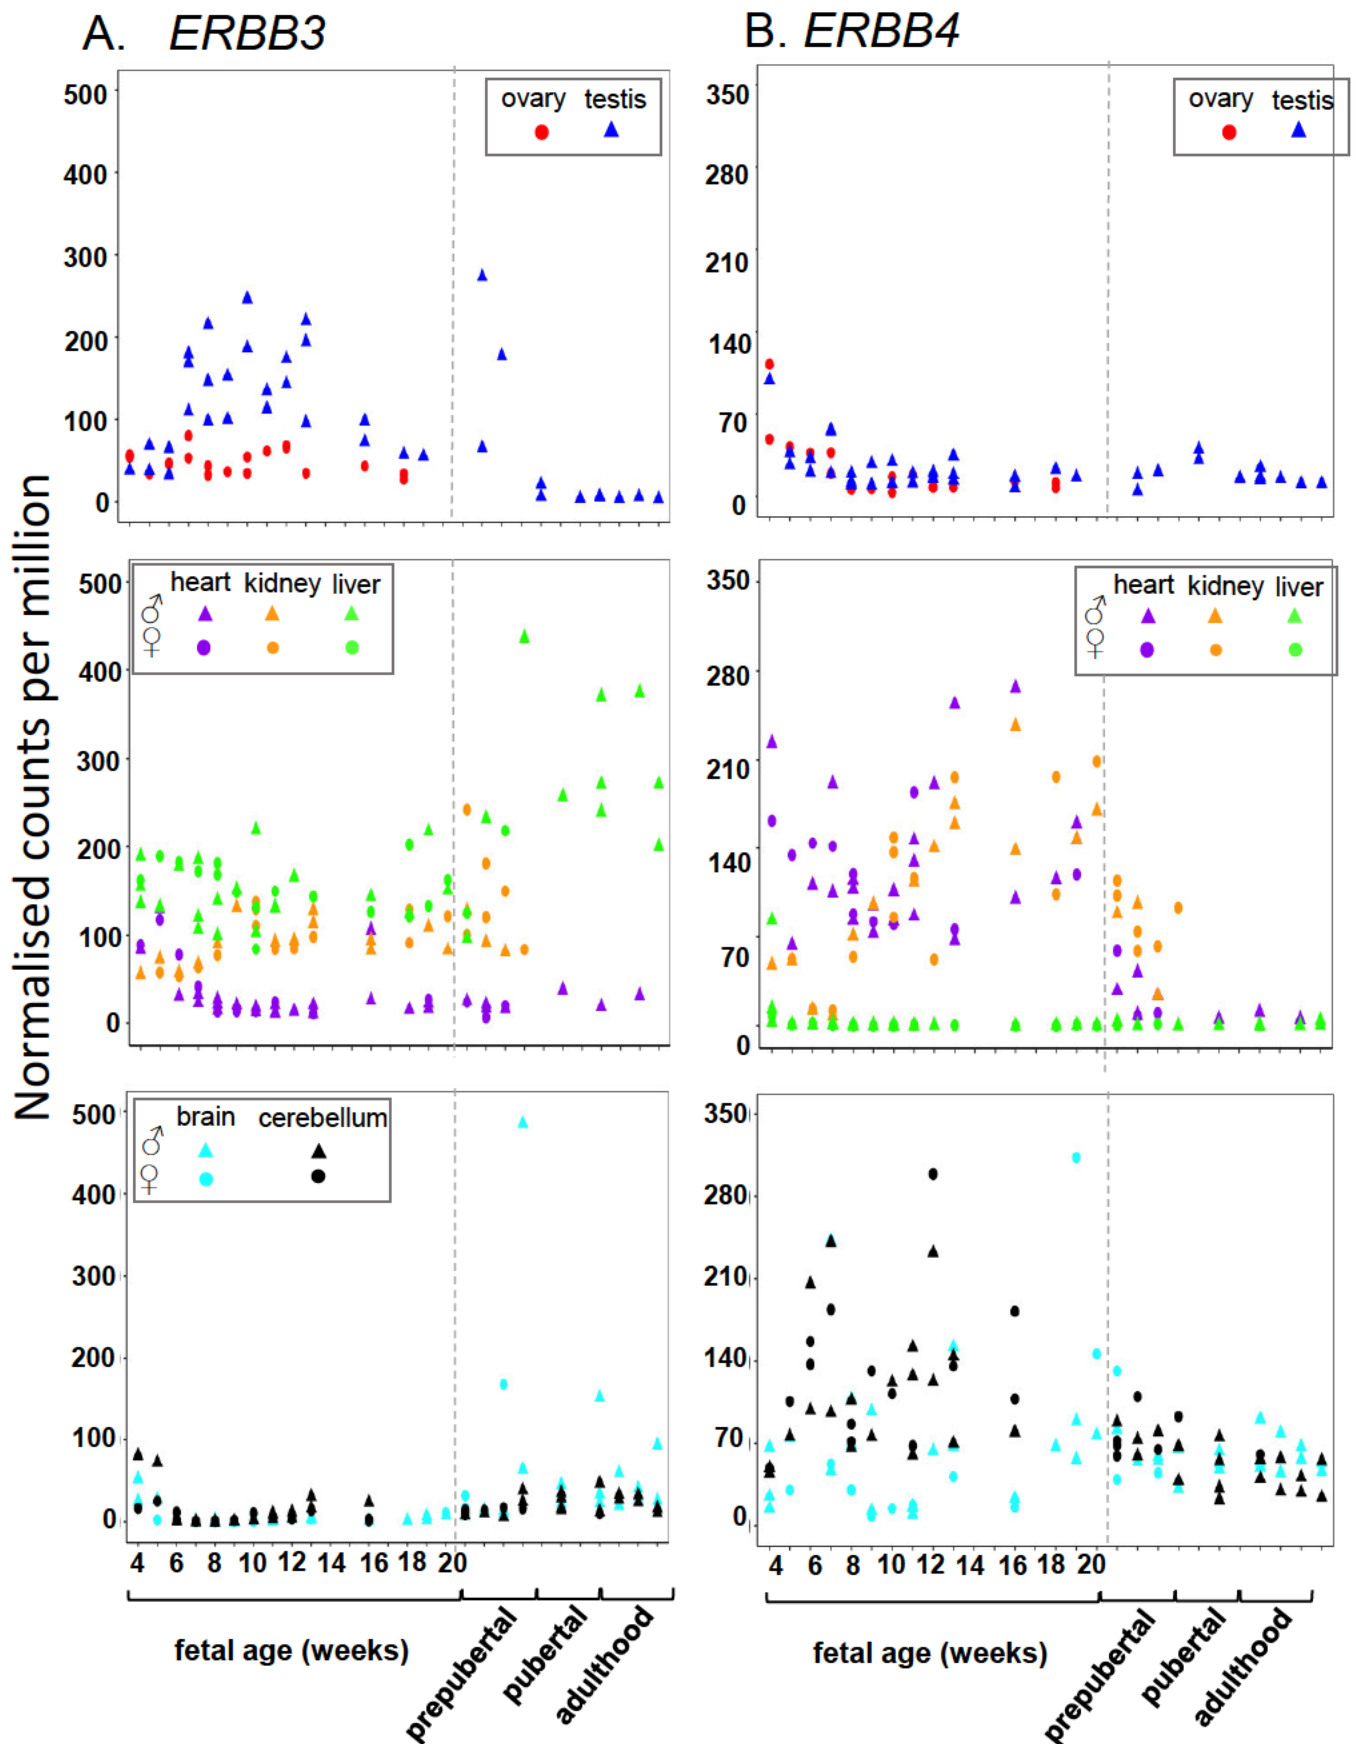 A. ERBB3
B. ERBB4
Normalised counts per million
500
400
300
200
100
0
ovary testis
350
280
210
140
70
0
ovary testis
500
400
300
200
100
0
heart kidney liver
♂
♀
350
280
210
140
70
0
heart kidney liver
♂
♀
500
400
300
200
100
0
brain cerebellum
♂
♀
350
280
210
140
70
0
4 6 8 10 12 14 16 18 20
fetal age (weeks)
prepubertal
pubertal
adulthood
4 6 8 10 12 14 16 18 20
fetal age (weeks)
prepubertal
pubertal
adulthood